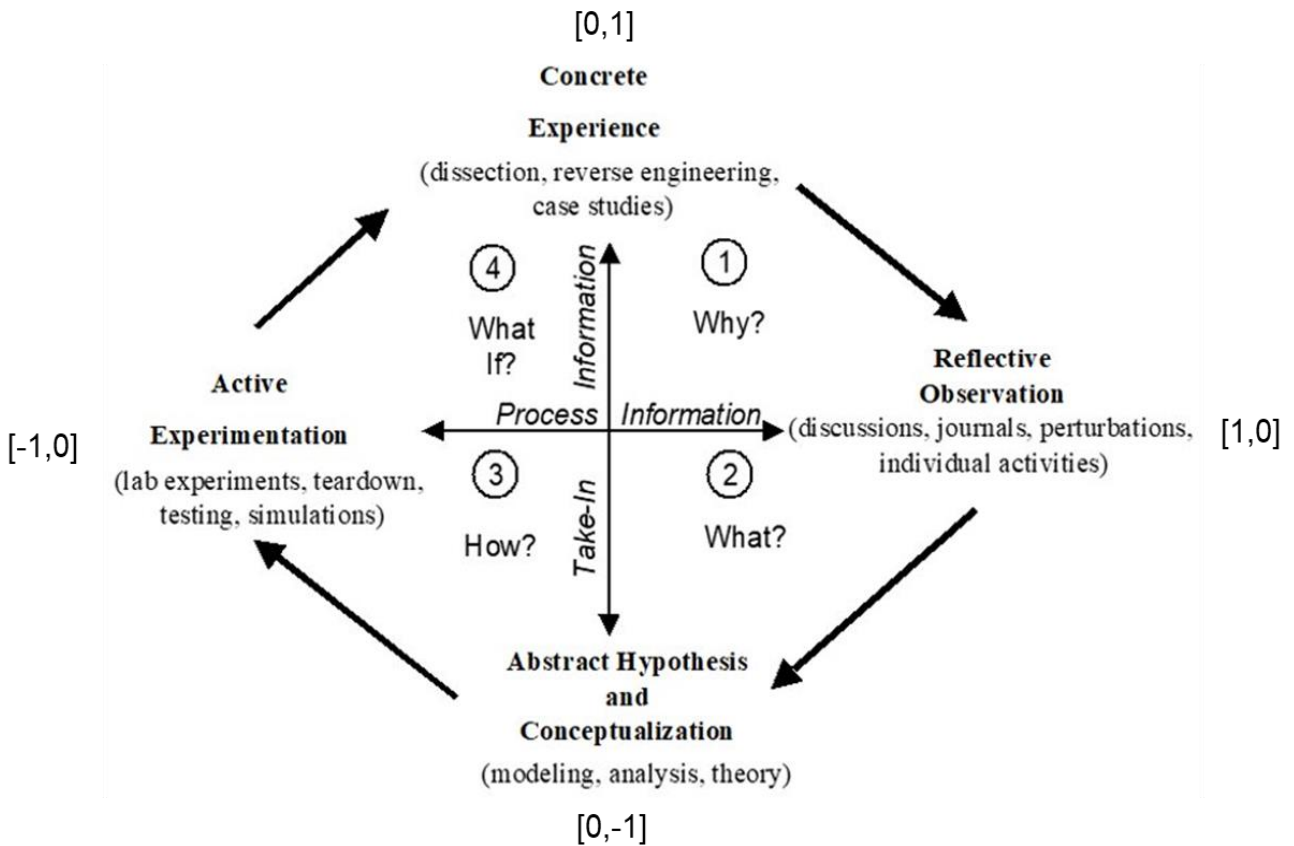 [0,1]
Concrete
Experience
(dissection, reverse engineering,
case studies)
4
1
What
If?
Why?
Information
Active
Experimentation
(lab experiments, teardown,
testing, simulations)
Reflective
Observation
(discussions, journals, perturbations,
individual activities)
Process Information
[-1,0]
[1,0]
3
2
How?
What?
Take-In
Abstract Hypothesis
and
Conceptualization
(modeling, analysis, theory)
[0,-1]